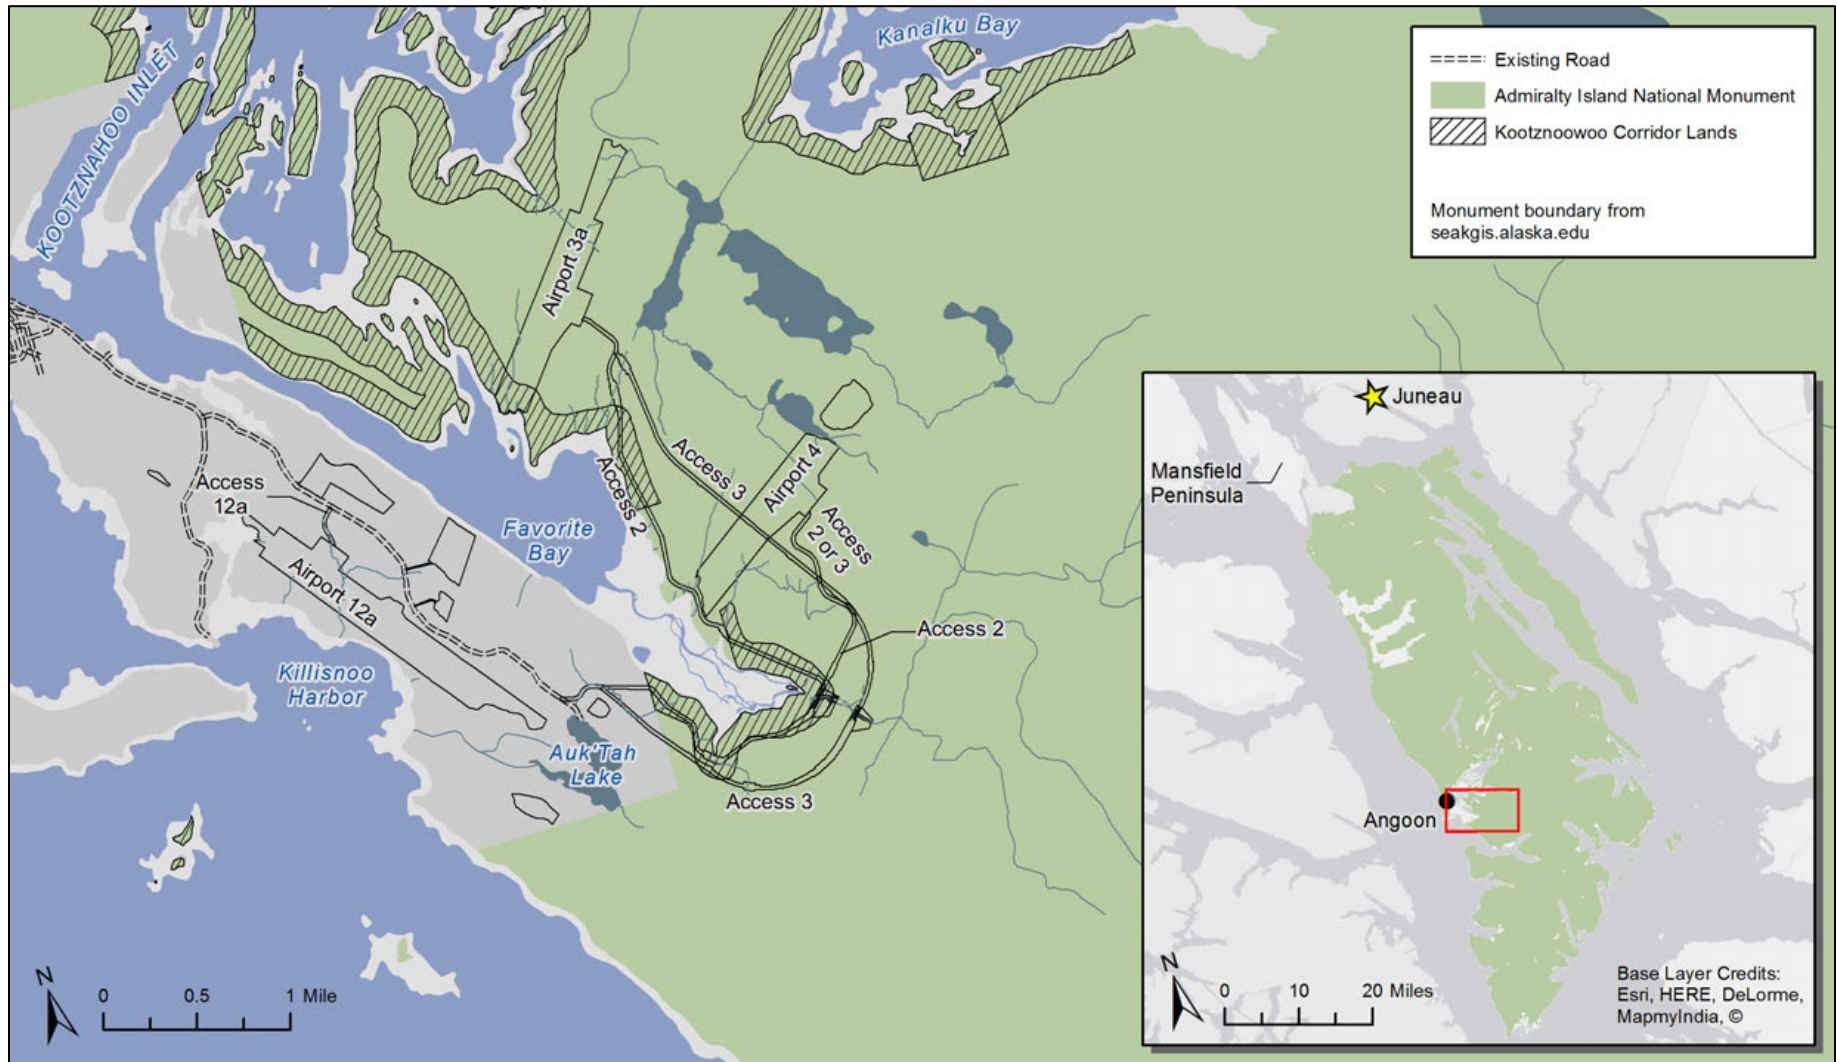 Kanalku Bay
KOOTZNAHOO INLET
Existing Road
Admiralty Island National Monument
Kootznoowoo Corridor Lands
Monument boundary from
seakgis.alaska.edu
Airport 3a
Access 3
Access 2
Airport 4
Access
2 or 3
Access
12a
Favorite
Bay
Airport 12a
Access 2
Killisnoo
Harbor
Auk'Tah
Lake
Access 3
N
0 0.5 1 Mile
Juneau
Mansfield
Peninsula
Angoon
N
0 10 20 Miles
Base Layer Credits:
Esri, HERE, DeLorme,
MapmyIndia, ©